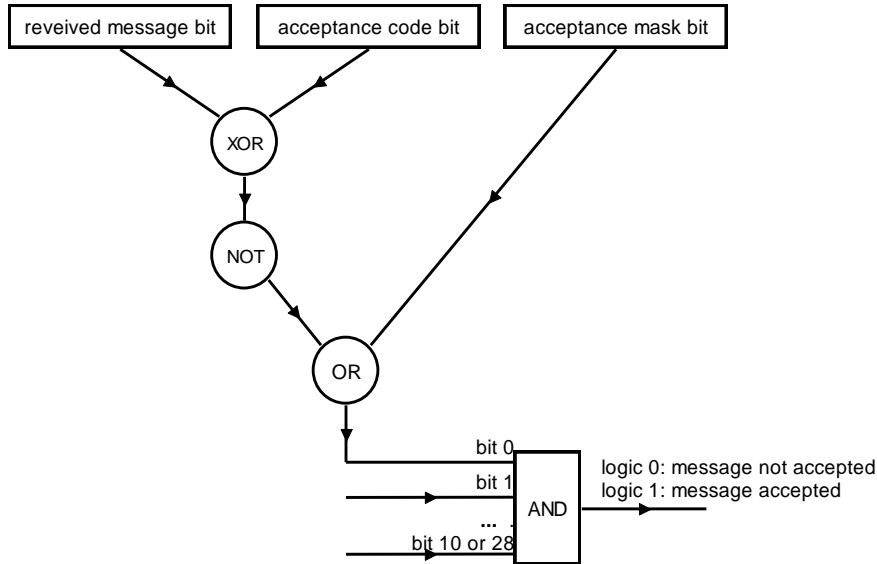 reveived message bit
acceptance code bit
acceptance mask bit
XOR
NOT
OR
bit 0
bit 1
... .
bit 10 or 28
AND
logic 0: message not accepted
logic 1: message accepted